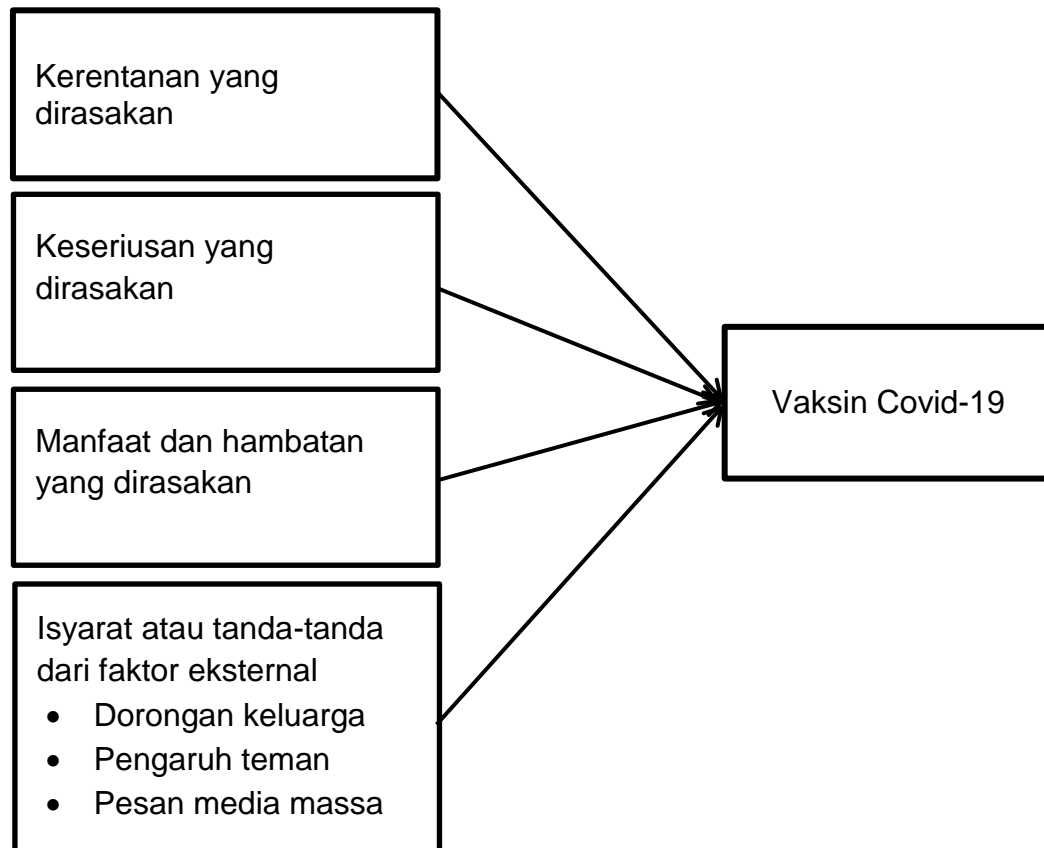 Kerentanan yang
dirasakan
Keseriusan yang
dirasakan
Manfaat dan hambatan
yang dirasakan
Isyarat atau tanda-tanda
dari faktor eksternal
• Dorongan keluarga
• Pengaruh teman
• Pesan media massa
Vaksin Covid-19